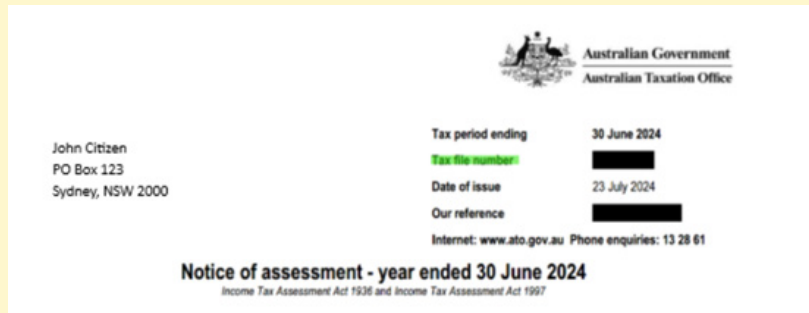 Australian Government
Australian Taxation Office
John Citizen
PO Box 123
Sydney, NSW 2000
Tax period ending 30 June 2024
Tax file number
Date of issue 23 July 2024
Our reference
Internet: www.ato.gov.au Phone enquiries: 13 28 61
Notice of assessment - year ended 30 June 2024
Income Tax Assessment Act 1936 and Income Tax Assessment Act 1997